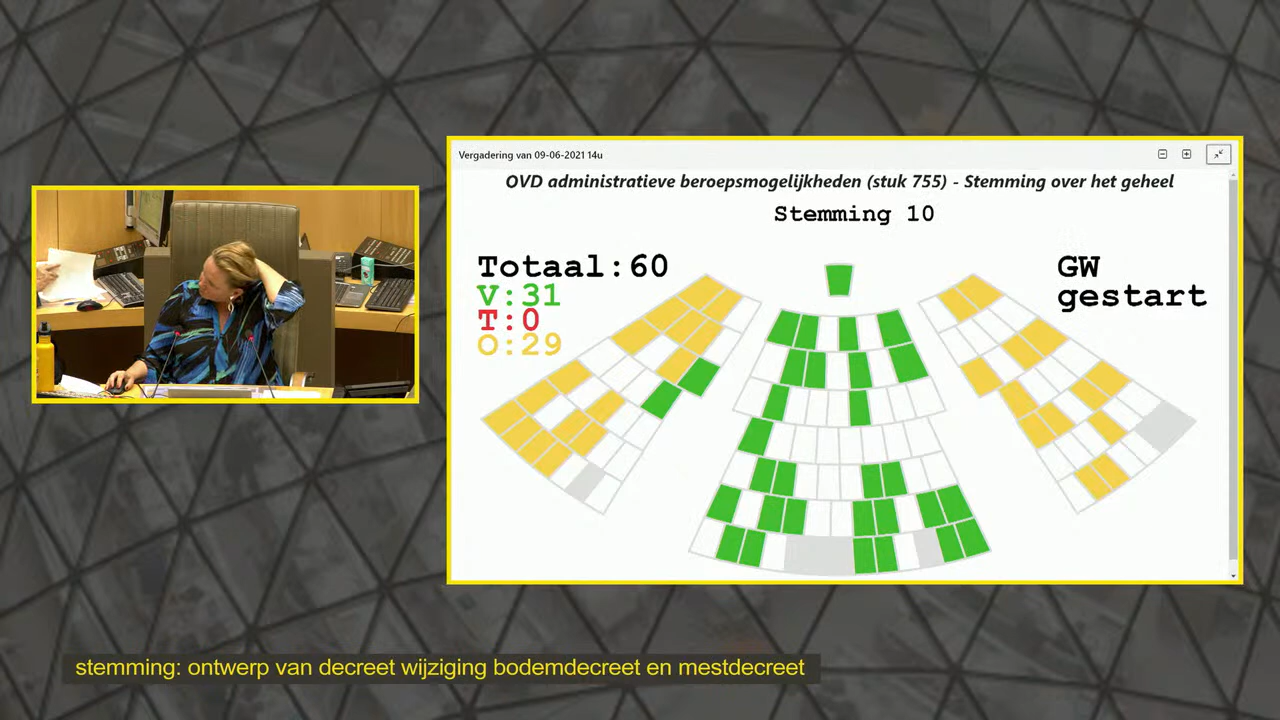 Vergadering van 09-06-2021 14u
OVD administratieve beroepsmogelijkheden (stuk 755) - Stemming over het geheel
Stemming 10
Totaal:60
V:31
T:0
O:29
GW
gestart
stemming: ontwerp van decreet wijziging bodemdecreet en mestdecreet